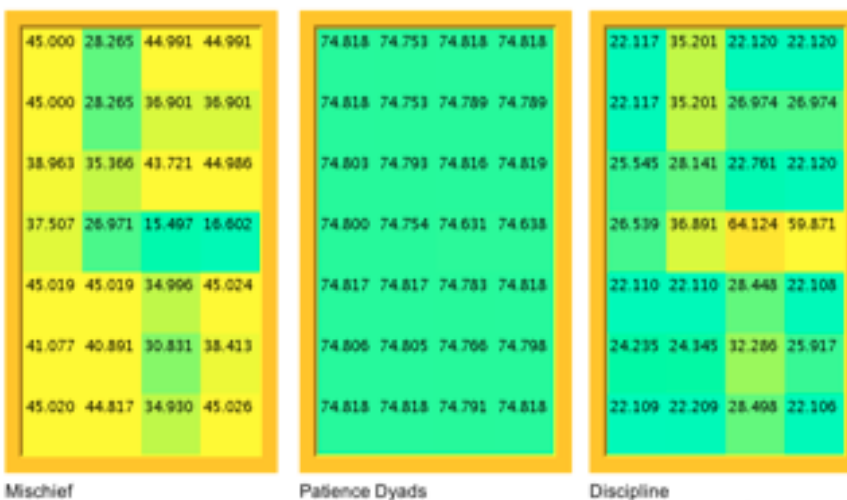 45.000 28.265 44.991 44.991
45.000 28.265 36.901 36.901
38.963 35.366 43.721 44.986
37.507 26.971 15.497 16.602
45.019 45.019 34.996 45.024
41.077 40.891 30.831 38.413
45.020 44.817 34.930 45.026
Mischief
74.818 74.753 74.818 74.818
74.818 74.753 74.789 74.789
74.803 74.793 74.816 74.819
74.800 74.754 74.631 74.638
74.817 74.817 74.783 74.818
74.806 74.805 74.766 74.798
74.818 74.818 74.791 74.818
Patience Dyads
22.117 35.201 22.120 22.120
22.117 35.201 26.974 26.974
25.545 28.141 22.761 22.120
26.539 36.891 64.124 59.871
22.110 22.110 28.448 22.108
24.235 24.345 32.286 25.917
22.109 22.209 28.498 22.106
Discipline